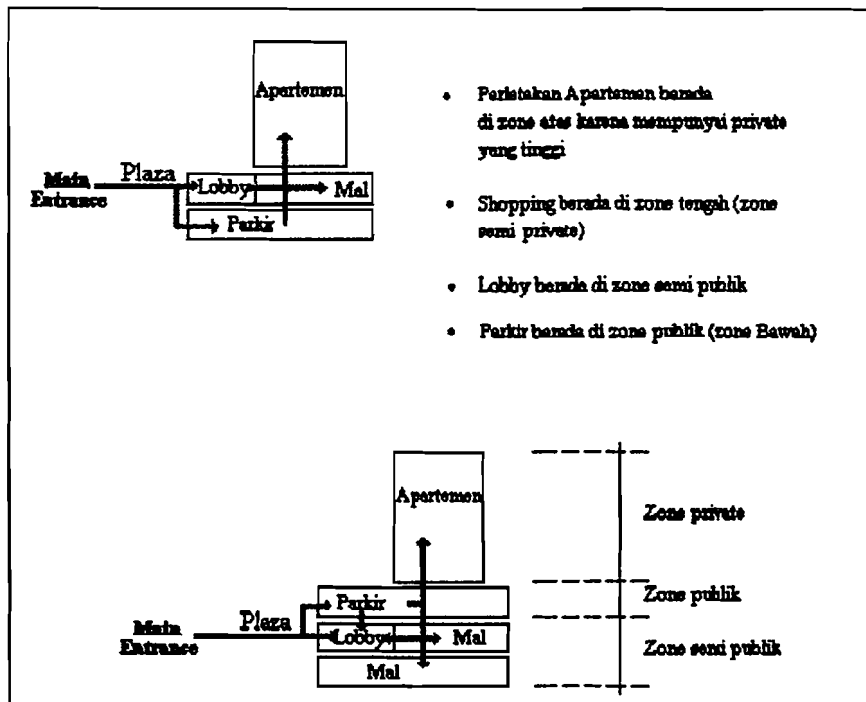 Apartemen
Plaza
Main
Entrance
Lobby
Mal
Parkir
• Perletakan Apartemen berada
di zone atas karena mempunyai private
yang tinggi
• Shopping berada di zone tengah (zone
semi private)
• Lobby berada di zone semi publik
• Parkir berada di zone publik (zone Bawah)
Apartemen
Zone private
Parkir
Zone publik
Main
Entrance
Plaza
Lobby
Mal
Zone semi publik
Mal